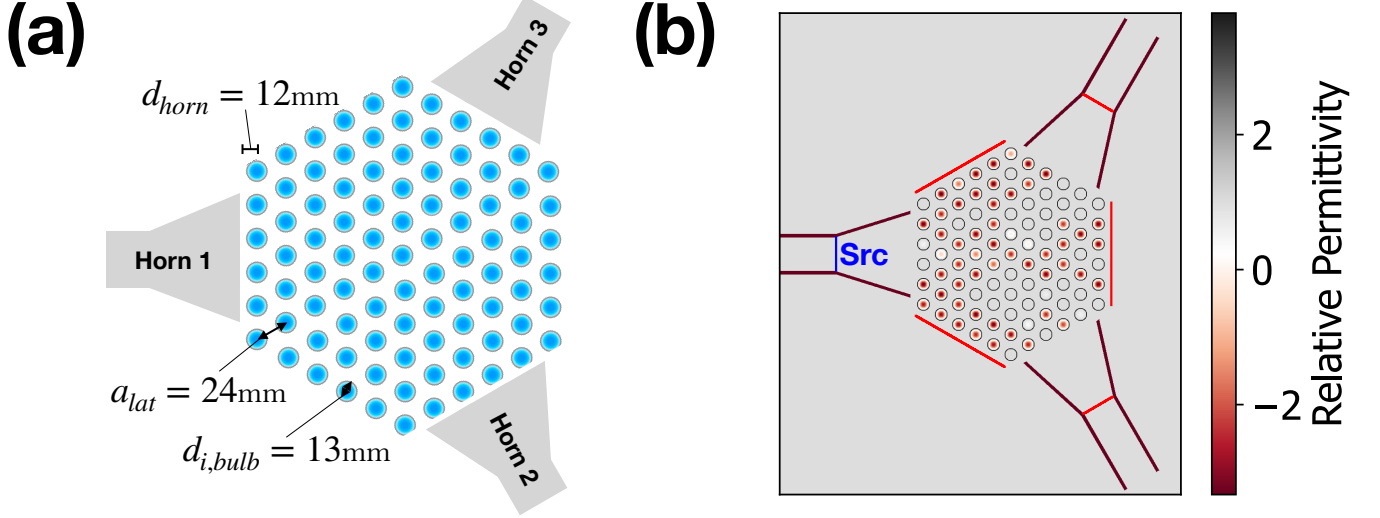 (a)
Horn 3
d_horn = 12mm
Horn 1
a_lat = 24mm
d_i,bulb = 13mm
Horn 2
(b)
Src
2
0
−2
Relative Permittivity